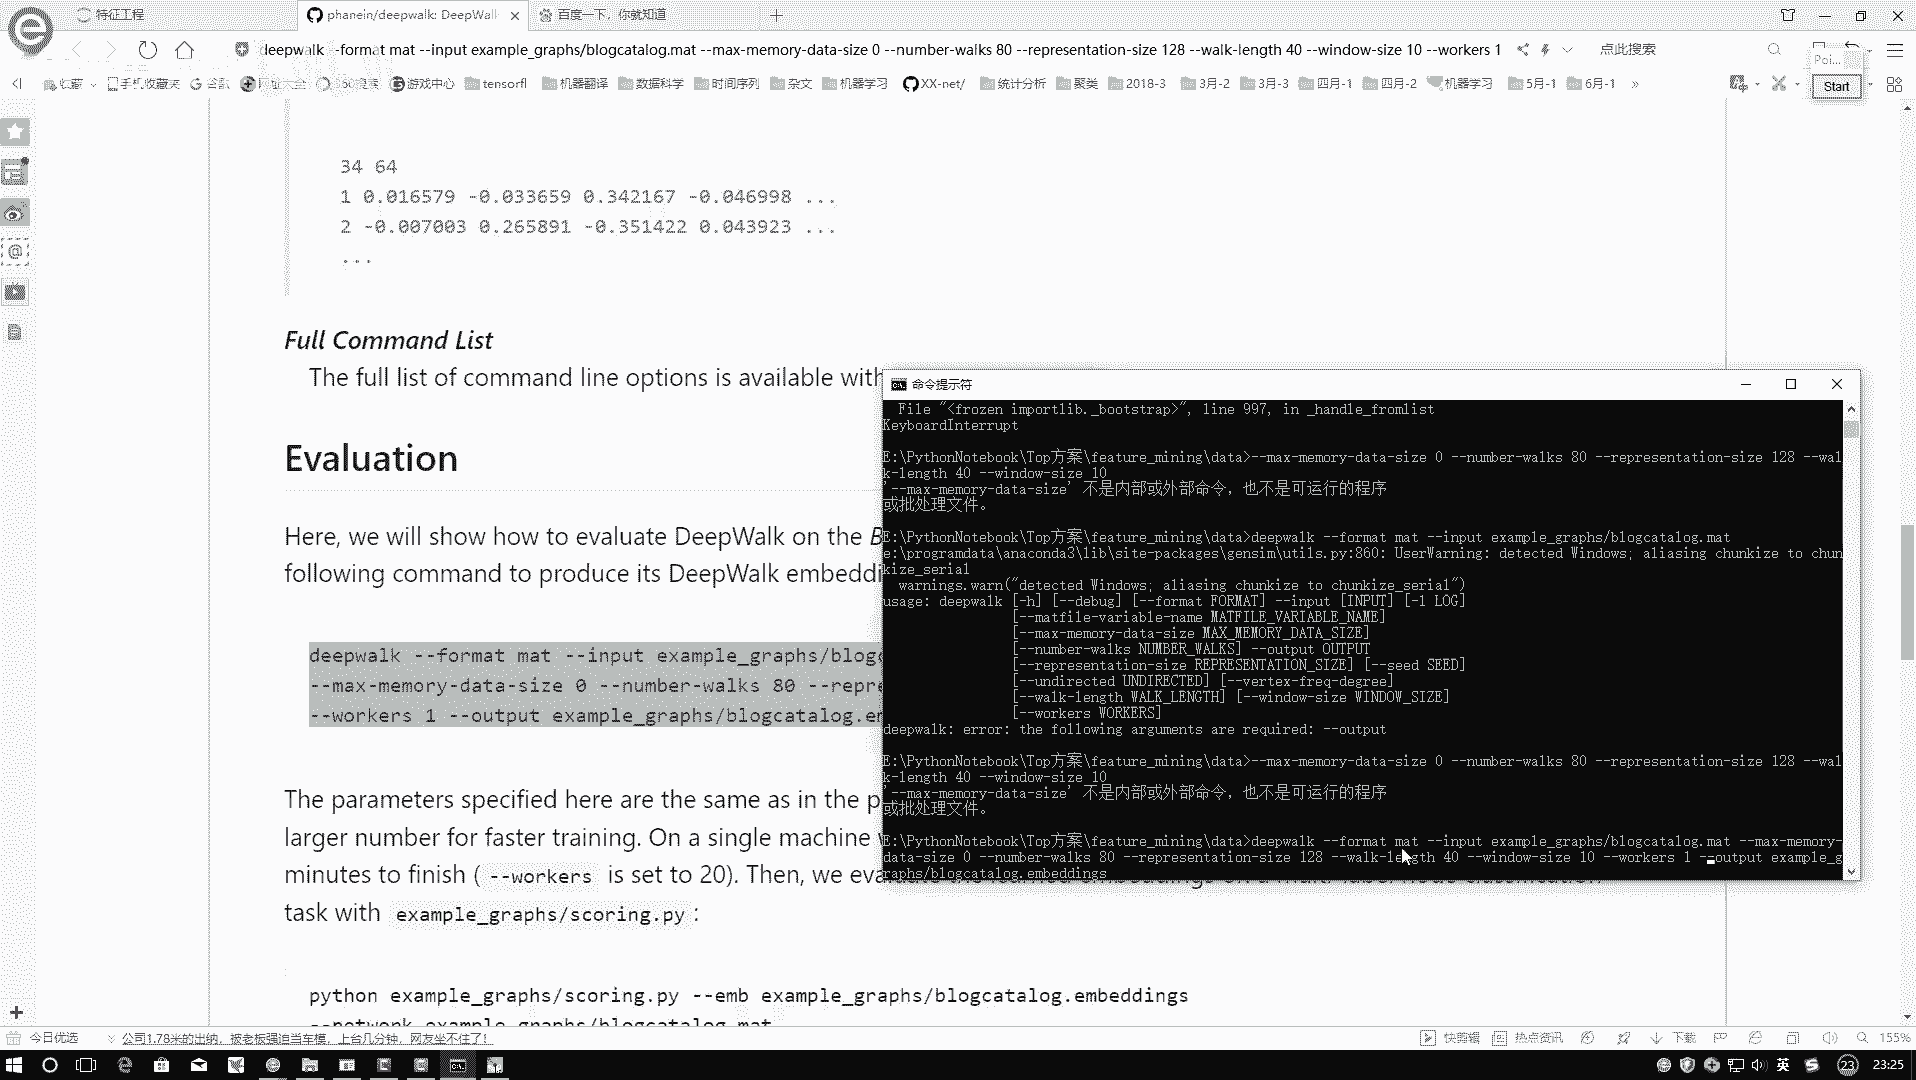 特征工程
phanein/deepwalk: DeepWalk
百度一下，你就知道
deepwalk --format mat --input example_graphs/blogcatalog.mat --max-memory-data-size 0 --number-walks 80 --representation-size 128 --walk-length 40 --window-size 10 --workers 1
点此搜索
Poi...
收藏
手机收藏夹
谷歌
网址大全
360搜索
游戏中心
tensorfl
机器翻译
数据科学
时间序列
杂文
机器学习
XX-net/
统计分析
聚类
2018-3
3月-2
3月-3
四月-1
四月-2
机器学习
5月-1
6月-1
»
Start
34 64
1 0.016579 -0.033659 0.342167 -0.046998 ...
2 -0.007003 0.265891 -0.351422 0.043923 ...
...
Full Command List
The full list of command line options is available with
Evaluation
Here, we will show how to evaluate DeepWalk on the B
following command to produce its DeepWalk embeddi
deepwalk --format mat --input example_graphs/blogc
--max-memory-data-size 0 --number-walks 80 --repre
--workers 1 --output example_graphs/blogcatalog.em
The parameters specified here are the same as in the p
larger number for faster training. On a single machine
minutes to finish ( --workers is set to 20). Then, we eva
task with example_graphs/scoring.py :
python example_graphs/scoring.py --emb example_graphs/blogcatalog.embeddings
--network example_graphs/blogcatalog.mat
命令提示符
File "<frozen importlib._bootstrap>", line 997, in _handle_fromlist
KeyboardInterrupt
E:\PythonNotebook\Top方案\feature_mining\data>--max-memory-data-size 0 --number-walks 80 --representation-size 128 --wal
k-length 40 --window-size 10
'--max-memory-data-size' 不是内部或外部命令，也不是可运行的程序
或批处理文件。
E:\PythonNotebook\Top方案\feature_mining\data>deepwalk --format mat --input example_graphs/blogcatalog.mat
e:\programdata\anaconda3\lib\site-packages\gensim\utils.py:860: UserWarning: detected Windows; aliasing chunkize to chun
kize_serial
warnings.warn("detected Windows; aliasing chunkize to chunkize_serial")
usage: deepwalk [-h] [--debug] [--format FORMAT] --input [INPUT] [-l LOG]
[--matfile-variable-name MATFILE_VARIABLE_NAME]
[--max-memory-data-size MAX_MEMORY_DATA_SIZE]
[--number-walks NUMBER_WALKS] --output OUTPUT
[--representation-size REPRESENTATION_SIZE] [--seed SEED]
[--undirected UNDIRECTED] [--vertex-freq-degree]
[--walk-length WALK_LENGTH] [--window-size WINDOW_SIZE]
[--workers WORKERS]
deepwalk: error: the following arguments are required: --output
E:\PythonNotebook\Top方案\feature_mining\data>--max-memory-data-size 0 --number-walks 80 --representation-size 128 --wal
k-length 40 --window-size 10
'--max-memory-data-size' 不是内部或外部命令，也不是可运行的程序
或批处理文件。
E:\PythonNotebook\Top方案\feature_mining\data>deepwalk --format mat --input example_graphs/blogcatalog.mat --max-memory-
data-size 0 --number-walks 80 --representation-size 128 --walk-length 40 --window-size 10 --workers 1 --output example_g
raphs/blogcatalog.embeddings
今日优选
公司1.78米的出纳，被老板强迫当车模，上台几分钟，网友坐不住了！
快剪辑
热点资讯
下载
155%
英
23
23:25